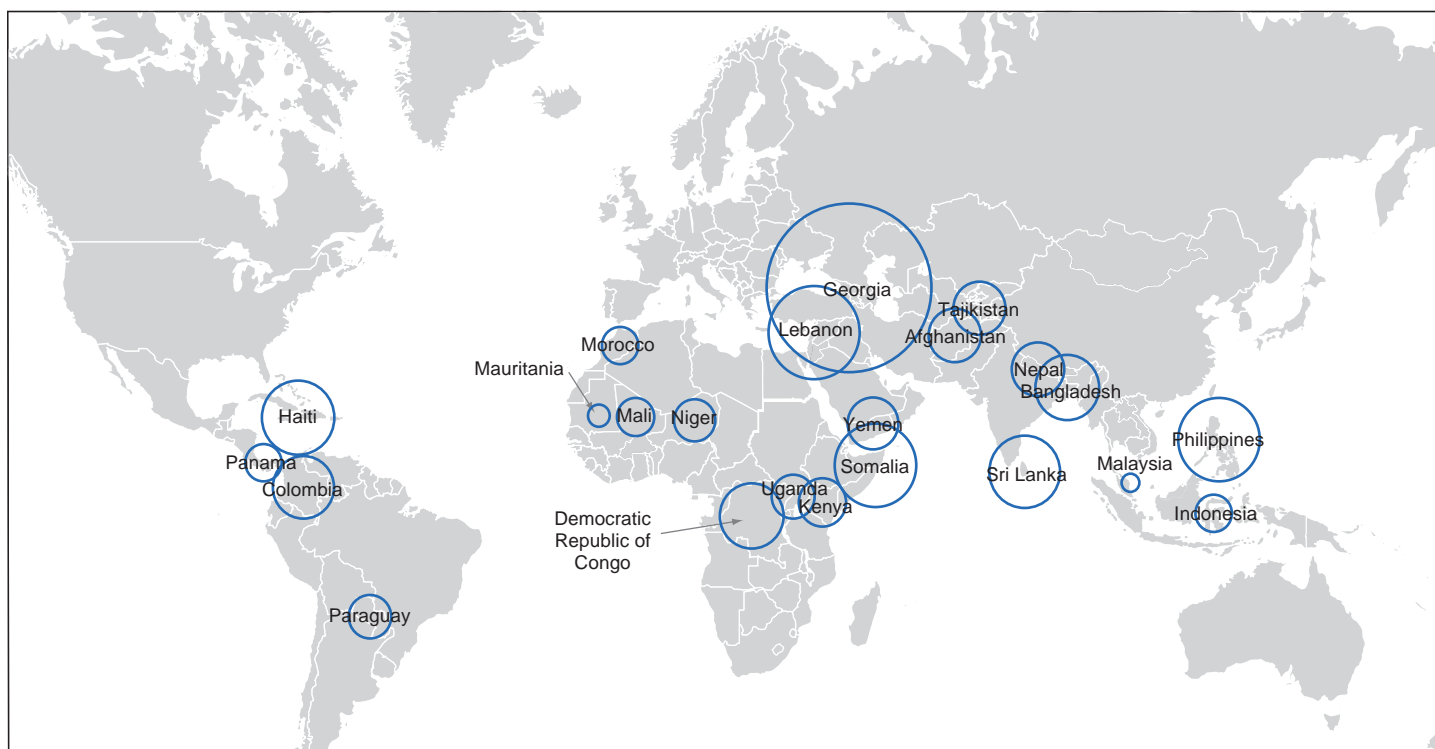 Georgia
Tajikistan
Lebanon
Afghanistan
Morocco
Mauritania
Nepal
Bangladesh
Haiti
Mali
Niger
Yemen
Philippines
Panama
Somalia
Malaysia
Sri Lanka
Colombia
Uganda
Kenya
Indonesia
Democratic
Republic of
Congo
Paraguay